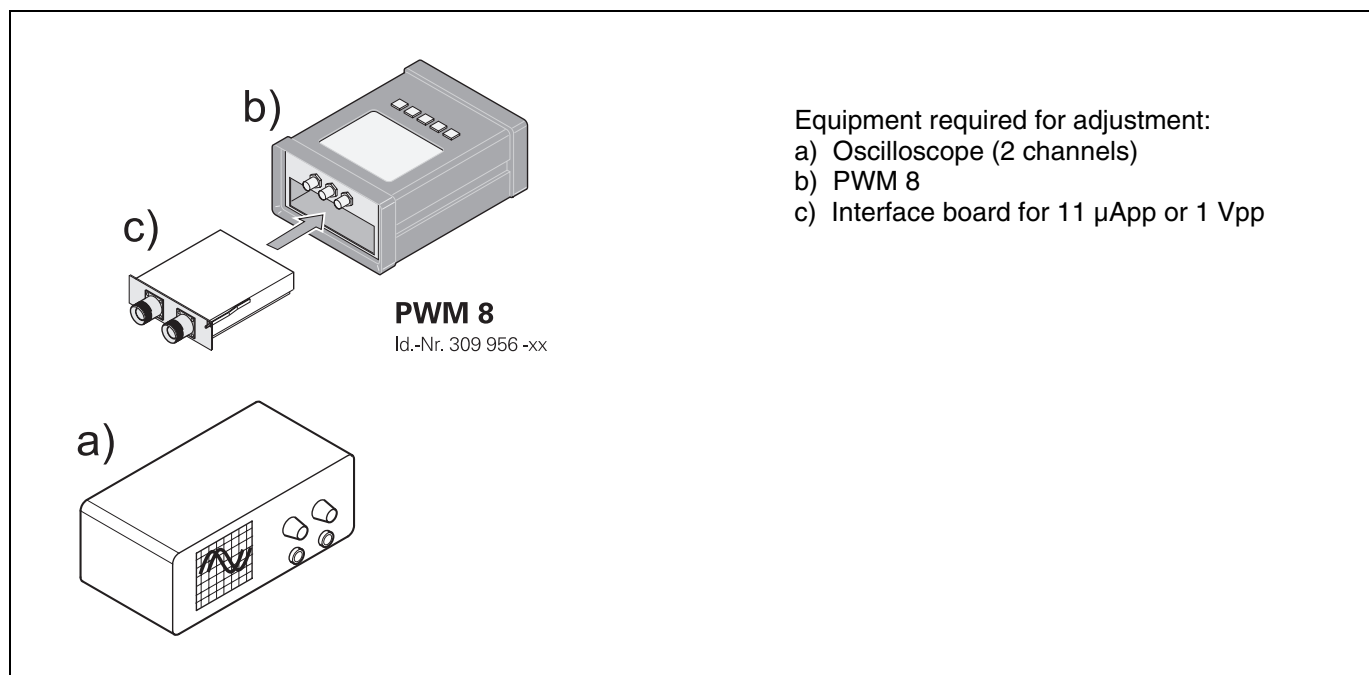 b)
c)
PWM 8
Id.-Nr. 309 956 -xx
a)
Equipment required for adjustment:
a) Oscilloscope (2 channels)
b) PWM 8
c) Interface board for 11 µApp or 1 Vpp